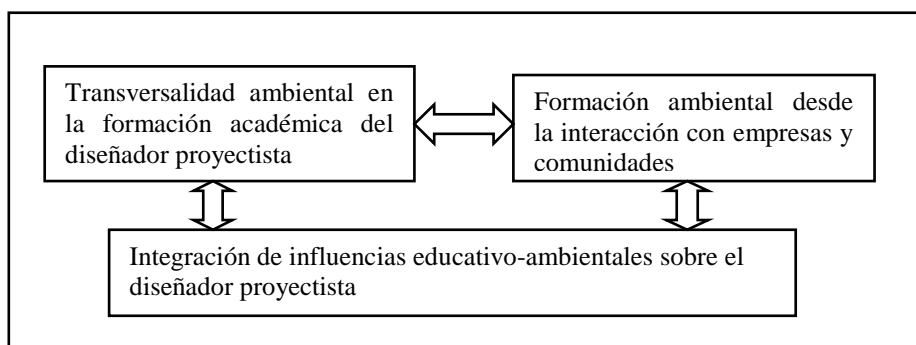 Transversalidad ambiental en
la formación académica del
diseñador proyectista
Formación ambiental desde
la interacción con empresas y
comunidades
Integración de influencias educativo-ambientales sobre el
diseñador proyectista